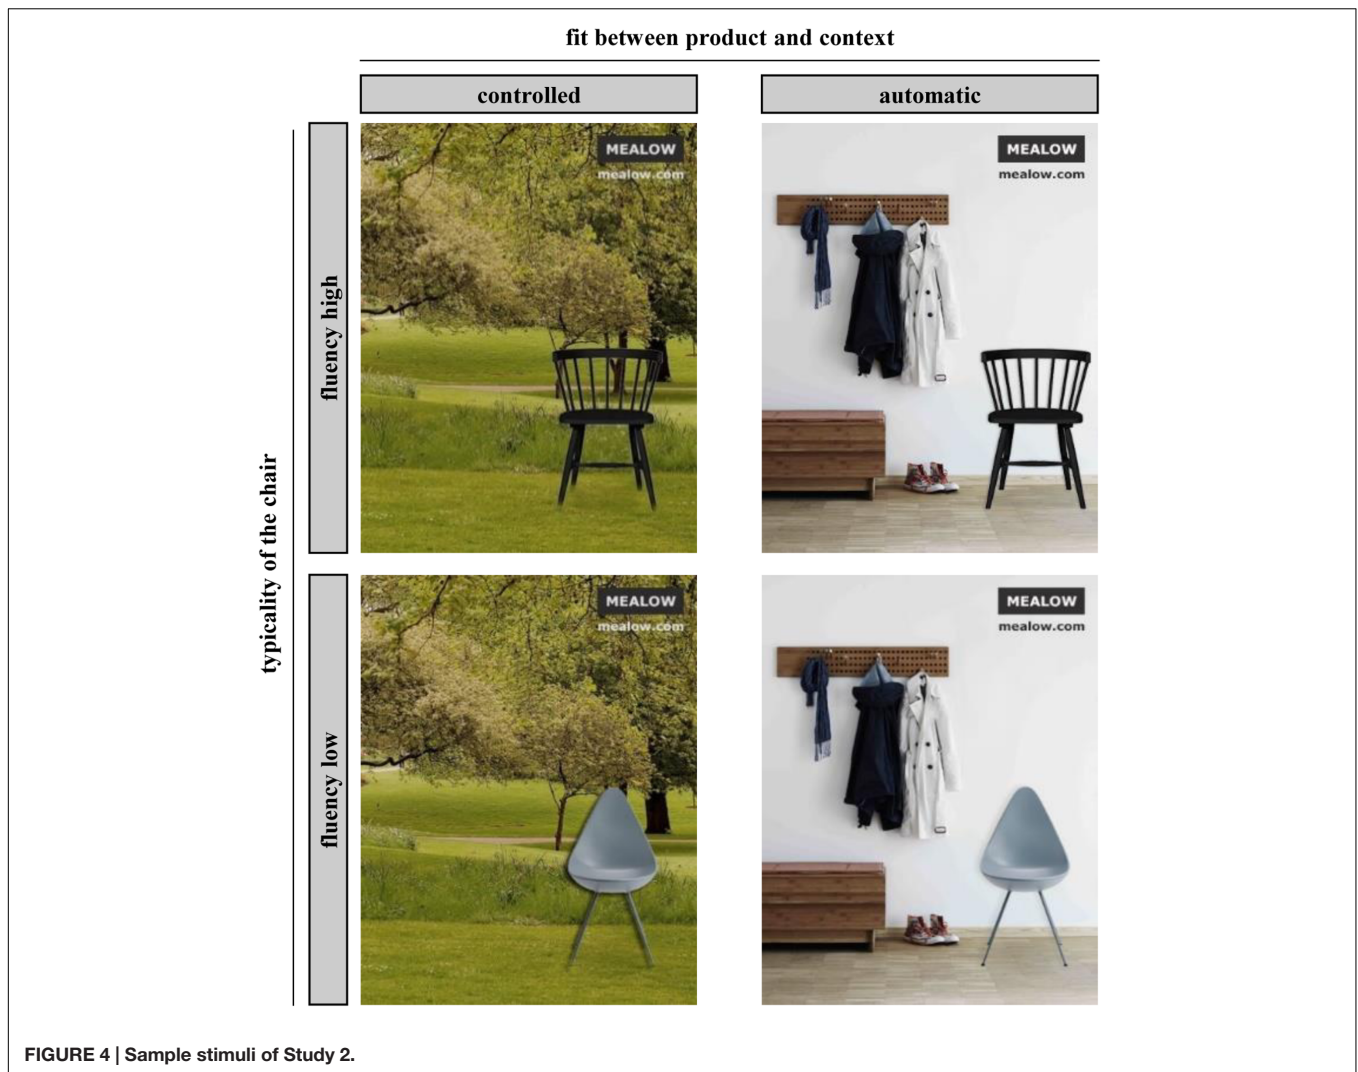 fit between product and context
controlled
automatic
typicality of the chair
fluency high
MEALOW
mealow.com
MEALOW
mealow.com
fluency low
MEALOW
mealow.com
MEALOW
mealow.com
FIGURE 4 | Sample stimuli of Study 2.